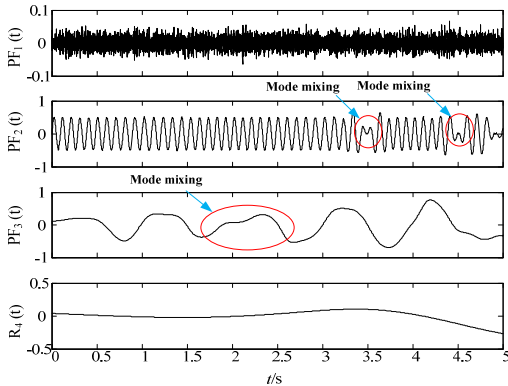 0.1
0
-0.1
PF1 (t)
Mode mixing
Mode mixing
1
0
-1
PF2 (t)
Mode mixing
1
0
-1
PF3 (t)
0.5
0
-0.5
R4 (t)
0 0.5 1 1.5 2 2.5 3 3.5 4 4.5 5
t/s